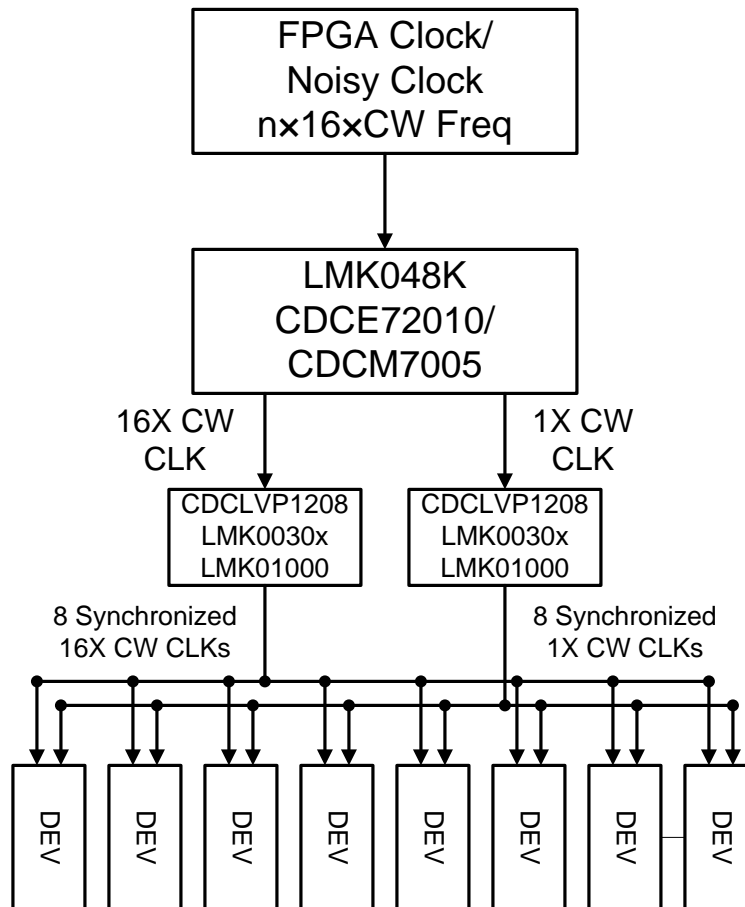 FPGA Clock/
Noisy Clock
n×16×CW Freq
LMK048K
CDCE72010/
CDCM7005
16X CW
CLK
1X CW
CLK
CDCLVP1208
LMK0030x
LMK01000
CDCLVP1208
LMK0030x
LMK01000
8 Synchronized
16X CW CLKs
8 Synchronized
1X CW CLKs
DEV
DEV
DEV
DEV
DEV
DEV
DEV
DEV